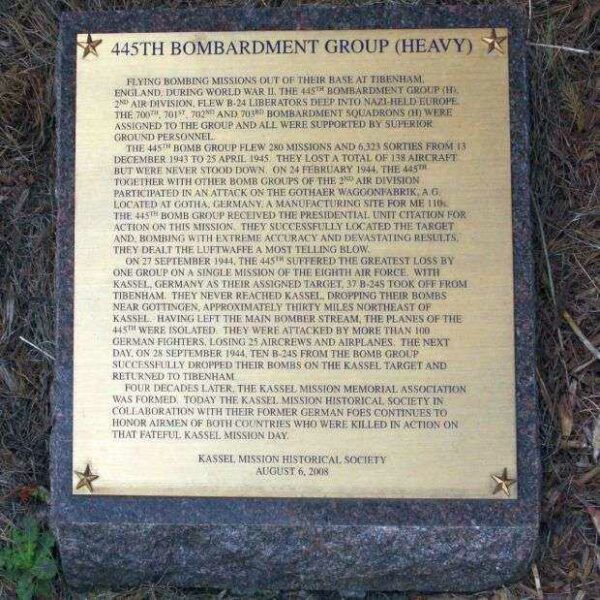 445TH BOMBARDMENT GROUP (HEAVY)
FLYING BOMBING MISSIONS OUT OF THEIR BASE AT TIBENHAM,
ENGLAND, DURING WORLD WAR II, THE 445TH BOMBARDMENT GROUP (H),
2ND AIR DIVISION, FLEW B-24 LIBERATORS DEEP INTO NAZI-HELD EUROPE.
THE 700TH, 701ST, 702ND AND 703RD BOMBARDMENT SQUADRONS (H) WERE
ASSIGNED TO THE GROUP AND ALL WERE SUPPORTED BY SUPERIOR
GROUND PERSONNEL.
THE 445TH BOMB GROUP FLEW 280 MISSIONS AND 6,323 SORTIES FROM 13
DECEMBER 1943 TO 25 APRIL 1945. THEY LOST A TOTAL OF 138 AIRCRAFT
BUT WERE NEVER STOOD DOWN. ON 24 FEBRUARY 1944, THE 445TH
TOGETHER WITH OTHER BOMB GROUPS OF THE 2ND AIR DIVISION
PARTICIPATED IN AN ATTACK ON THE GOTHAER WAGGONFABRIK, A.G.
LOCATED AT GOTHA, GERMANY, A MANUFACTURING SITE FOR ME 110s.
THE 445TH BOMB GROUP RECEIVED THE PRESIDENTIAL UNIT CITATION FOR
ACTION ON THIS MISSION. THEY SUCCESSFULLY LOCATED THE TARGET
AND, BOMBING WITH EXTREME ACCURACY AND DEVASTATING RESULTS,
THEY DEALT THE LUFTWAFFE A MOST TELLING BLOW.
ON 27 SEPTEMBER 1944, THE 445TH SUFFERED THE GREATEST LOSS BY
ONE GROUP ON A SINGLE MISSION OF THE EIGHTH AIR FORCE. WITH
KASSEL, GERMANY AS THEIR ASSIGNED TARGET, 37 B-24S TOOK OFF FROM
TIBENHAM. THEY NEVER REACHED KASSEL, DROPPING THEIR BOMBS
NEAR GOTTINGEN, APPROXIMATELY THIRTY MILES NORTHEAST OF
KASSEL. HAVING LEFT THE MAIN BOMBER STREAM, THE PLANES OF THE
445TH WERE ISOLATED. THEY WERE ATTACKED BY MORE THAN 100
GERMAN FIGHTERS, LOSING 25 AIRCREWS AND AIRPLANES. THE NEXT
DAY, ON 28 SEPTEMBER 1944, TEN B-24S FROM THE BOMB GROUP
SUCCESSFULLY DROPPED THEIR BOMBS ON THE KASSEL TARGET AND
RETURNED TO TIBENHAM.
FOUR DECADES LATER, THE KASSEL MISSION MEMORIAL ASSOCIATION
WAS FORMED. TODAY THE KASSEL MISSION HISTORICAL SOCIETY IN
COLLABORATION WITH THEIR FORMER GERMAN FOES CONTINUES TO
HONOR AIRMEN OF BOTH COUNTRIES WHO WERE KILLED IN ACTION ON
THAT FATEFUL KASSEL MISSION DAY.
KASSEL MISSION HISTORICAL SOCIETY
AUGUST 6, 2008